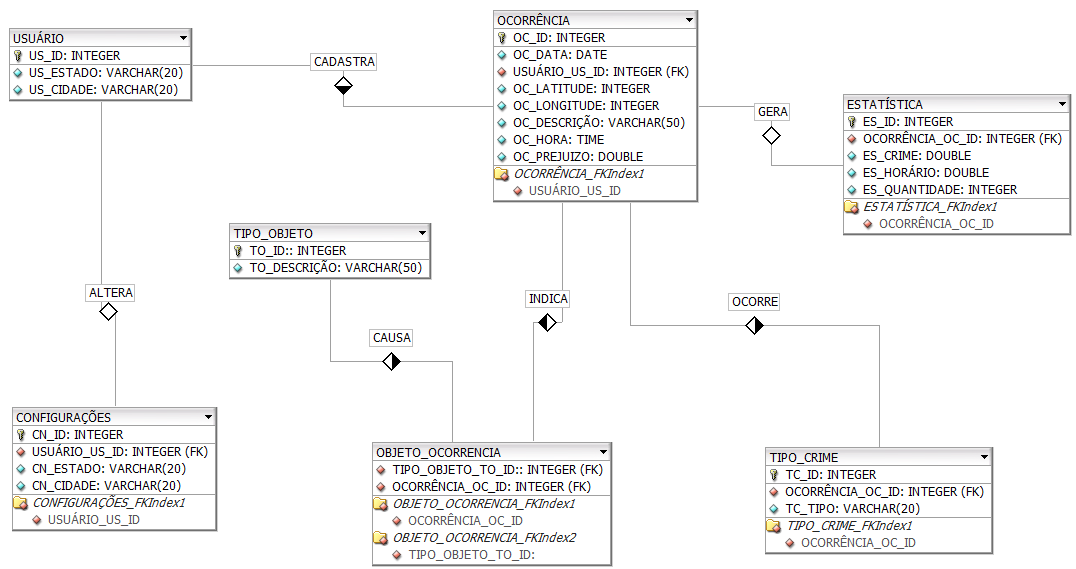 USUÁRIO
US_ID: INTEGER
US_ESTADO: VARCHAR(20)
US_CIDADE: VARCHAR(20)
CADASTRA
OCORRÊNCIA
OC_ID: INTEGER
OC_DATA: DATE
USUÁRIO_US_ID: INTEGER (FK)
OC_LATITUDE: INTEGER
OC_LONGITUDE: INTEGER
OC_DESCRIÇÃO: VARCHAR(50)
OC_HORA: TIME
OC_PREJUIZO: DOUBLE
OCORRÊNCIA_FKIndex1
USUÁRIO_US_ID
GERA
ESTATÍSTICA
ES_ID: INTEGER
OCORRÊNCIA_OC_ID: INTEGER (FK)
ES_CRIME: DOUBLE
ES_HORÁRIO: DOUBLE
ES_QUANTIDADE: INTEGER
ESTATÍSTICA_FKIndex1
OCORRÊNCIA_OC_ID
TIPO_OBJETO
TO_ID:: INTEGER
TO_DESCRIÇÃO: VARCHAR(50)
ALTERA
INDICA
OCORRE
CAUSA
CONFIGURAÇÕES
CN_ID: INTEGER
USUÁRIO_US_ID: INTEGER (FK)
CN_ESTADO: VARCHAR(20)
CN_CIDADE: VARCHAR(20)
CONFIGURAÇÕES_FKIndex1
USUÁRIO_US_ID
OBJETO_OCORRENCIA
TIPO_OBJETO_TO_ID:: INTEGER (FK)
OCORRÊNCIA_OC_ID: INTEGER (FK)
OBJETO_OCORRENCIA_FKIndex1
OCORRÊNCIA_OC_ID
OBJETO_OCORRENCIA_FKIndex2
TIPO_OBJETO_TO_ID:
TIPO_CRIME
TC_ID: INTEGER
OCORRÊNCIA_OC_ID: INTEGER (FK)
TC_TIPO: VARCHAR(20)
TIPO_CRIME_FKIndex1
OCORRÊNCIA_OC_ID